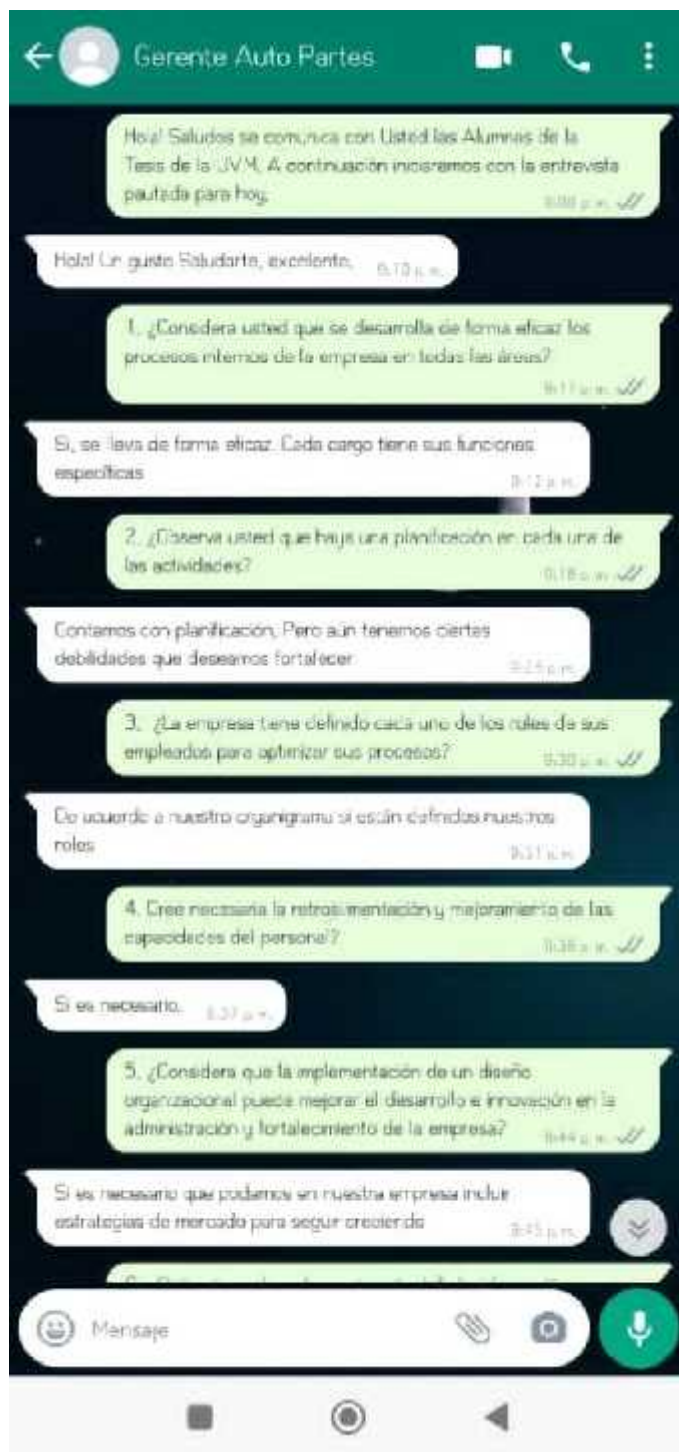 Gerente Auto Partes
Hola! Saludos se comunica con Usted las Alumnas de la
Tesis de la UVM. A continuación iniciaremos con la entrevista
pautada para hoy.
Hola! Un gusto Saludarte, excelente.
1. ¿Considera usted que se desarrolla de forma eficaz los
procesos internos de la empresa en todas las áreas?
Si, se lleva de forma eficaz. Cada cargo tiene sus funciones
específicas
2. ¿Observa usted que haya una planificación en cada una de
las actividades?
Contamos con planificación, Pero aún tenemos ciertas
debilidades que deseamos fortalecer
3. ¿La empresa tiene definido cada uno de los roles de sus
empleados para optimizar sus procesos?
De acuerdo a nuestro organigrama si están definidos nuestros
roles
4. Cree necesaria la retroalimentación y mejoramiento de las
capacidades del personal?
Si es necesario.
5. ¿Considera que la implementación de un diseño
organizacional puede mejorar el desarrollo e innovación en la
administración y fortalecimiento de la empresa?
Si es necesario que podamos en nuestra empresa incluir
estrategias de mercado para seguir creciendo
Mensaje